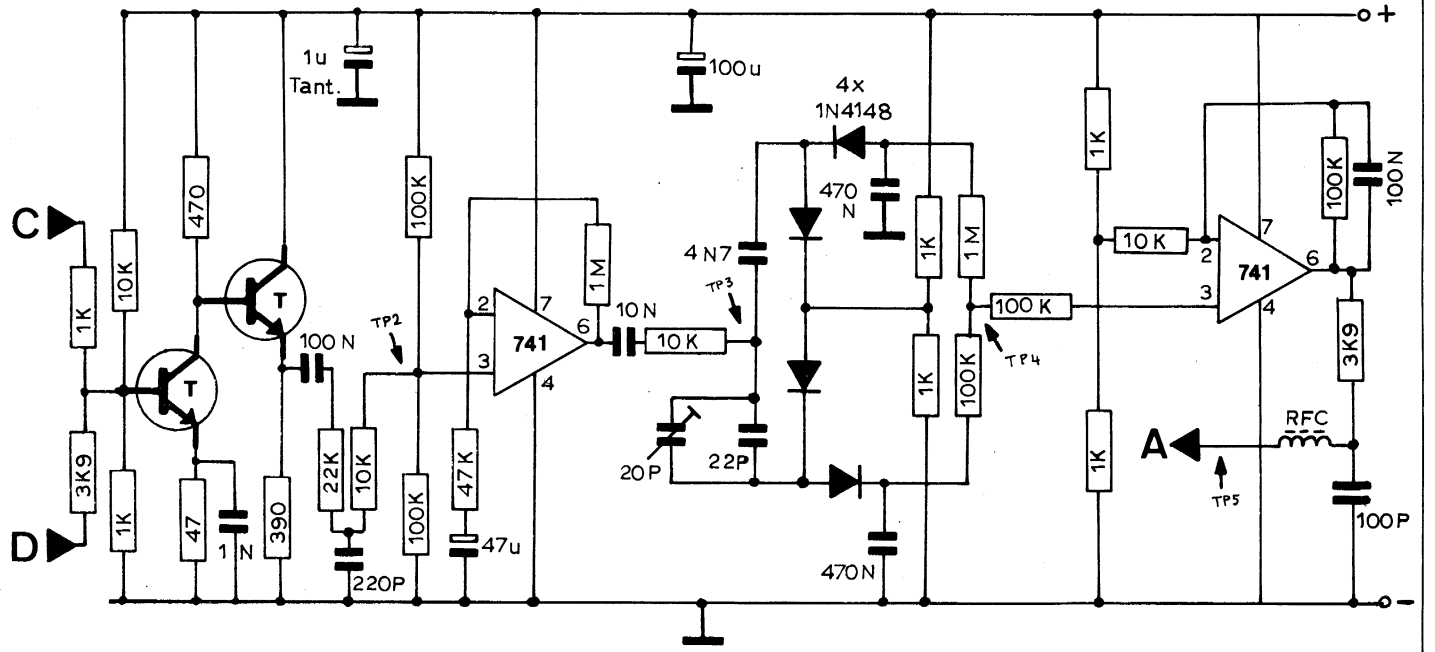 +
1u
Tant.
100u
4x
1N4148
1K
100K
100N
470
100K
470
N
C
10K
1M
1K
1M
10K
2
7
6
741
3
4
4N7
TP3
1K
T
TP2
2
7
10N
100K
3K9
100N
741
6
10K
TP4
3
4
T
1K
100K
RFC
A
TP5
20P
22P
1K
3K9
22K
10K
47K
D
1K
47
1N
390
100K
47u
220P
470N
100P
-